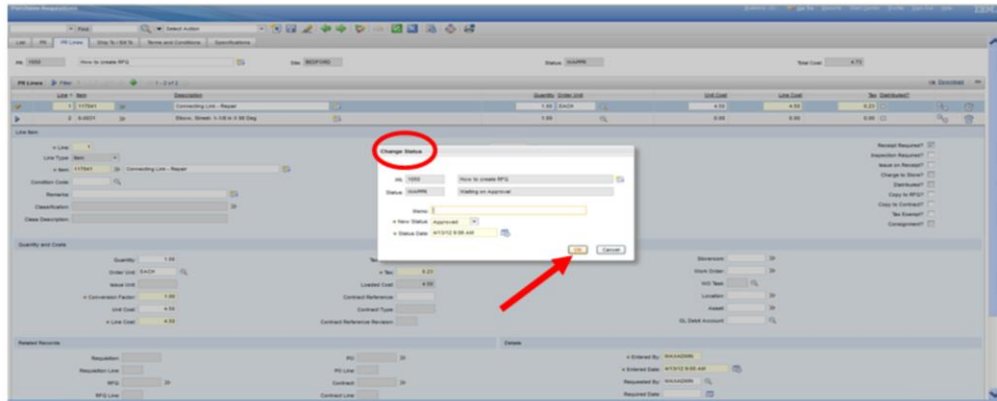 Find
Select Action
List PR PR Lines Ship To / Bill To Terms and Conditions Specifications
PR 1050 How to create RFQ Site BEDFORD Status WAPPR Total Cost 4.73
PR Lines Filter 1 - 2 of 2 Download
Line Item Description Quantity Order Unit Unit Cost Line Cost Tax Distributed?
1 117041 Connecting Link - Repair 1.00 EACH 4.50 4.50 0.23
2 0-0031 Elbow, Street, 1-1/2 In X 90 Deg 1.00 0.00 0.00 0.00
Line Item
Line: 1
Line Type: Item
Item: 117041 Connecting Link - Repair
Condition Code:
Remarks:
Classification:
Class Description:
Receipt Required?
Inspection Required?
Issue on Receipt?
Charge to Store?
Distributed?
Copy to RFQ?
Copy to Contract?
Tax Exempt?
Consignment?
Change Status
PR: 1050 How to create RFQ
Status: WAPPR Waiting on Approval
Memo:
New Status: Approved
Status Date: 4/13/12 9:08 AM
OK Cancel
Quantity and Costs
Quantity: 1.00
Order Unit: EACH
Issue Unit:
Conversion Factor: 1.00
Unit Cost: 4.50
Line Cost: 4.50
Tax: 0.23
Loaded Cost: 4.50
Contract Reference:
Contract Type:
Contract Reference Revision:
Storeroom:
Work Order:
WO Task:
Location:
Asset:
GL Debit Account:
Related Records
Details
Requisition:
Requisition Line:
RFQ:
RFQ Line:
PO:
PO Line:
Contract:
Contract Line:
Entered By: MAXADMIN
Entered Date: 4/13/12 9:05 AM
Requested By: MAXADMIN
Required Date: